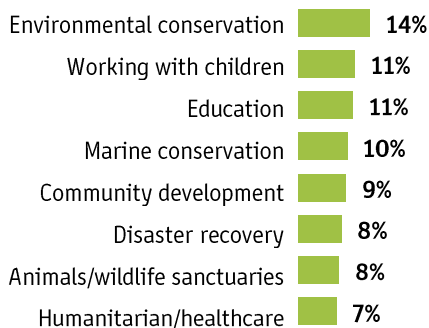 Environmental conservation 14%
Working with children 11%
Education 11%
Marine conservation 10%
Community development 9%
Disaster recovery 8%
Animals/wildlife sanctuaries 8%
Humanitarian/healthcare 7%